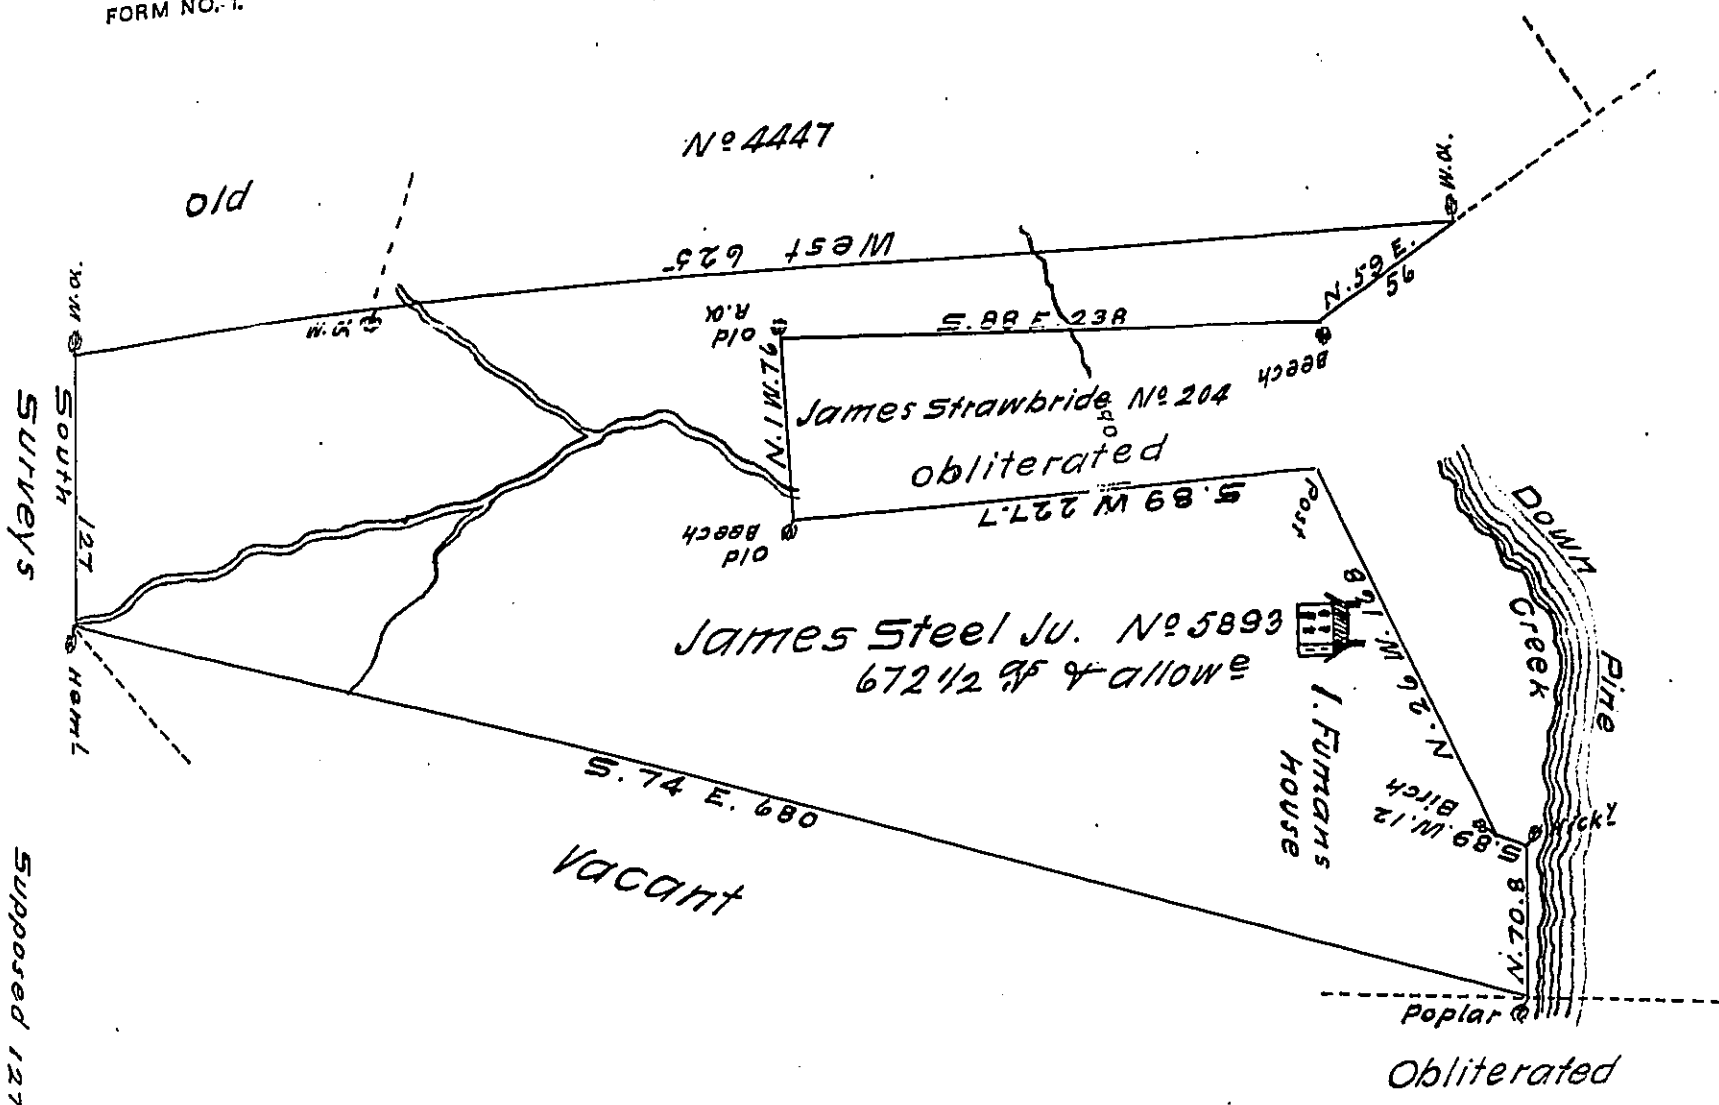 FORM NO. 1.
Nº 4447
old
W.O.
W.O.
W.O.
West 625
N. 59 E.
56
old
R.O.
S. 88 E. 238
Beech
N. 1 W. 76
James Strawbride Nº 204
obliterated
S. 89 W 227.7
Post
old
Beech
South 127
Surveys
Down
Pine
Creek
James Steel Ju. Nº 5893
672 1/2 as & allowe
N. 26 W. 168
I. Fumans
house
Heml
S. 74 E. 680
Birch
S. 89. W. 12
Hicky
Vacant
N. 70. 8
Poplar
Obliterated
Supposed 127